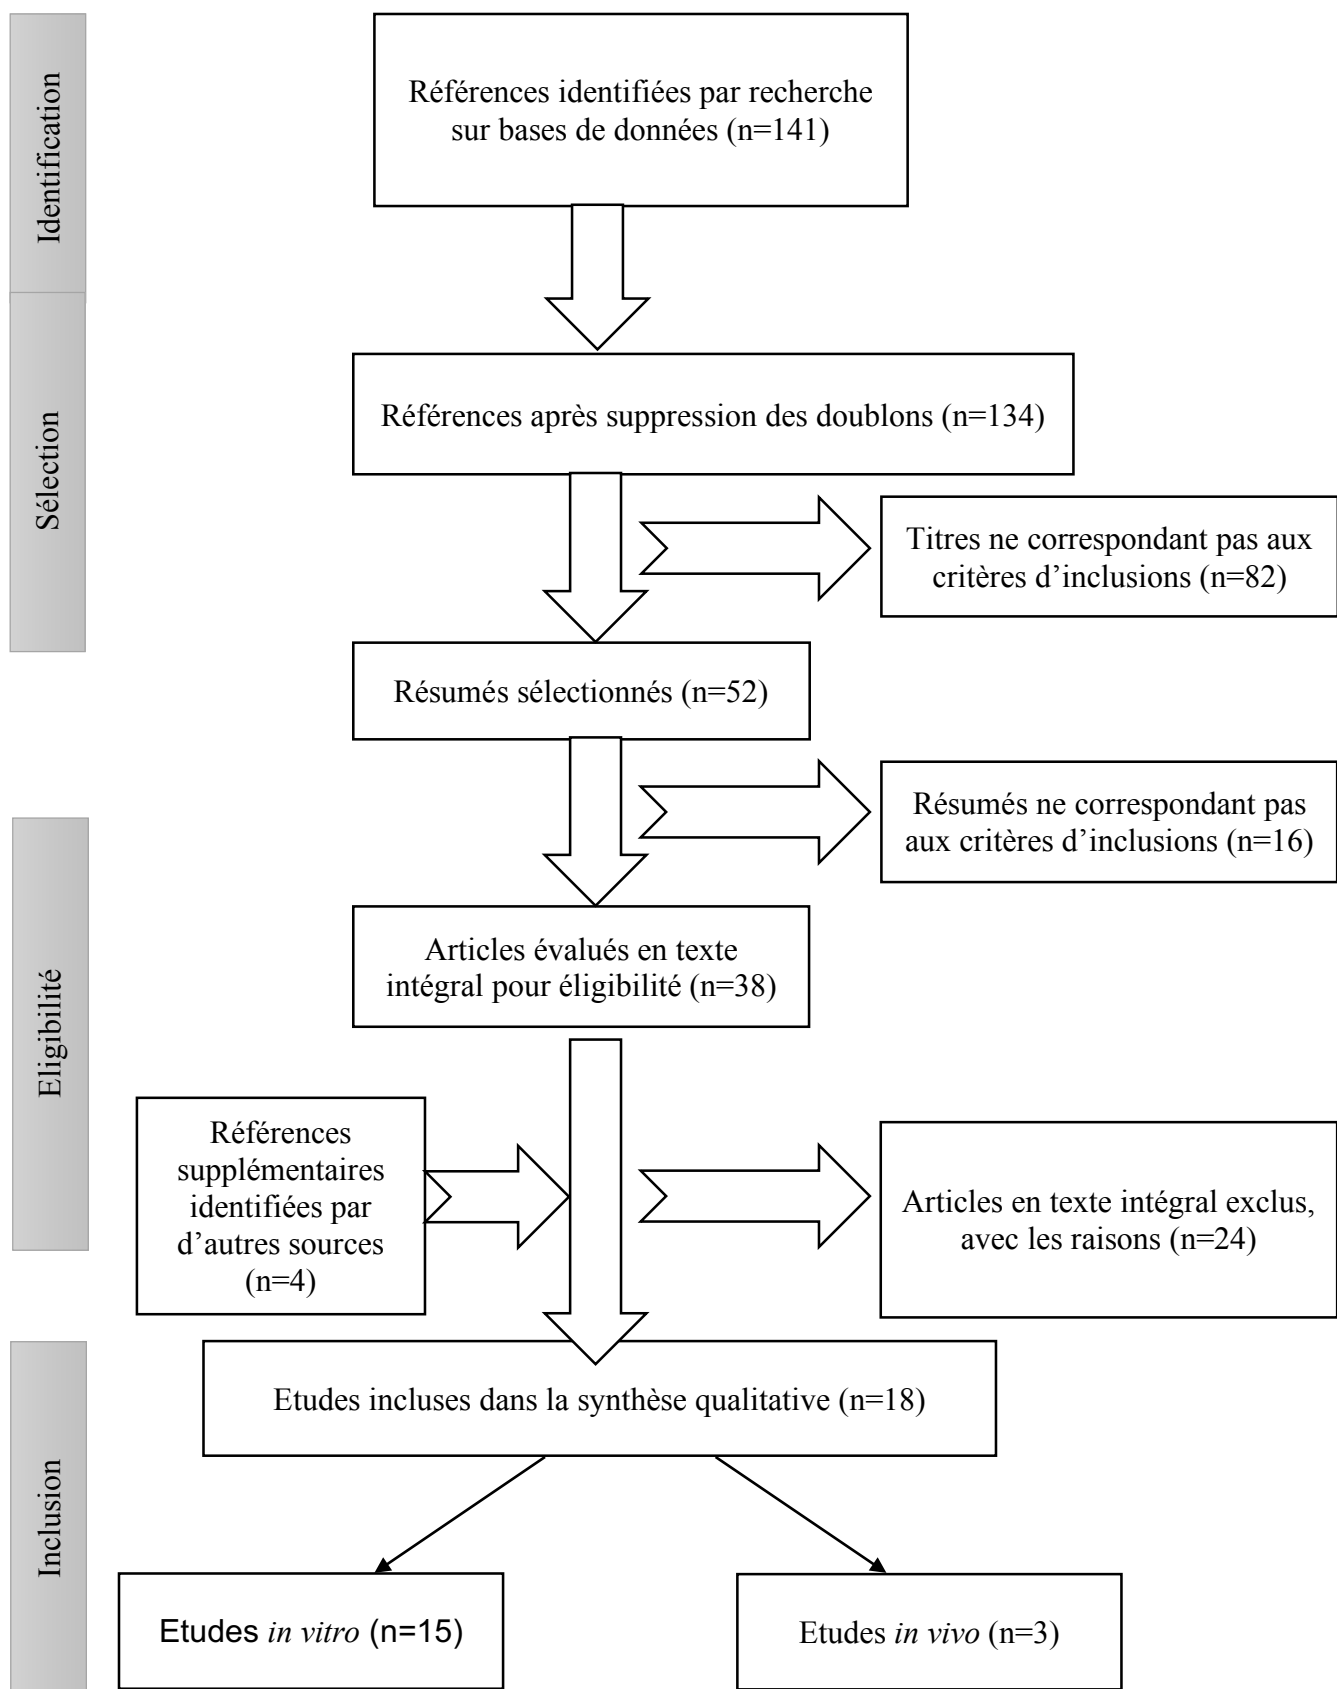 Identification
Références identifiées par recherche
sur bases de données (n=141)
Sélection
Références après suppression des doublons (n=134)
Titres ne correspondant pas aux
critères d’inclusions (n=82)
Résumés sélectionnés (n=52)
Résumés ne correspondant pas
aux critères d’inclusions (n=16)
Eligibilité
Articles évalués en texte
intégral pour éligibilité (n=38)
Références
supplémentaires
identifiées par
d’autres sources
(n=4)
Articles en texte intégral exclus,
avec les raisons (n=24)
Inclusion
Etudes incluses dans la synthèse qualitative (n=18)
Etudes in vitro (n=15)
Etudes in vivo (n=3)